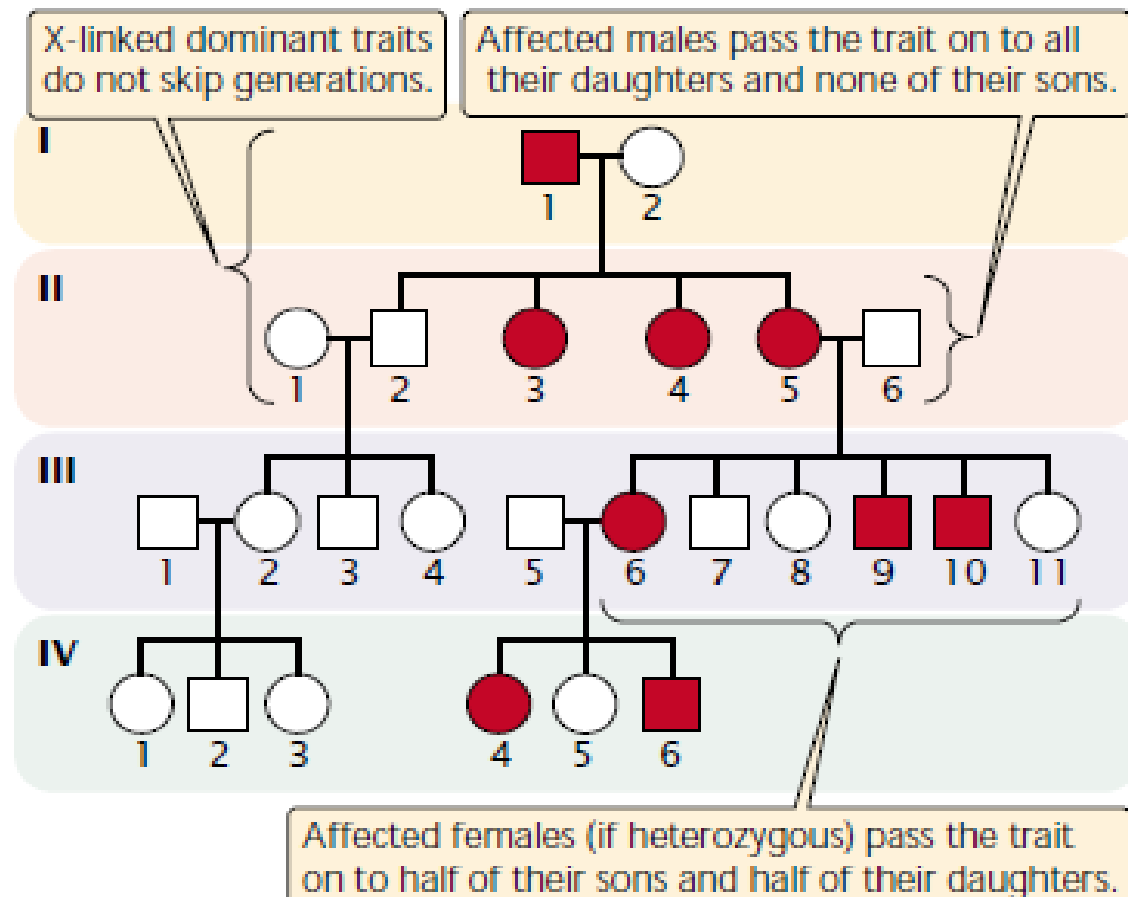 X-linked dominant traits
do not skip generations.
Affected males pass the trait on to all
their daughters and none of their sons.
I
1 2
II
1 2 3 4 5 6
III
1 2 3 4 5 6 7 8 9 10 11
IV
1 2 3 4 5 6
Affected females (if heterozygous) pass the trait
on to half of their sons and half of their daughters.